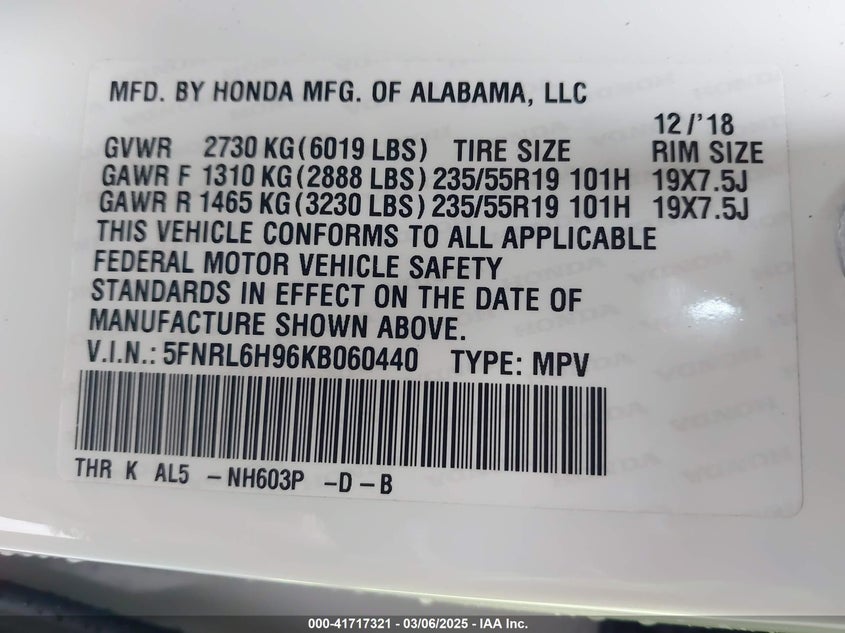 MFD. BY HONDA MFG. OF ALABAMA, LLC
12/'18
GVWR 2730 KG (6019 LBS) TIRE SIZE RIM SIZE
GAWR F 1310 KG (2888 LBS) 235/55R19 101H 19X7.5J
GAWR R 1465 KG (3230 LBS) 235/55R19 101H 19X7.5J
THIS VEHICLE CONFORMS TO ALL APPLICABLE
FEDERAL MOTOR VEHICLE SAFETY
STANDARDS IN EFFECT ON THE DATE OF
MANUFACTURE SHOWN ABOVE.
V.I.N.: 5FNRL6H96KB060440 TYPE: MPV
THR K AL5 -NH603P -D-B
000-41717321 - 03/06/2025 - IAA Inc.